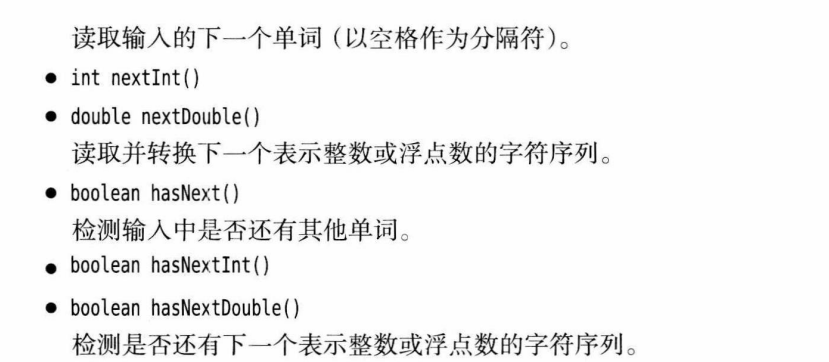 读取输入的下一个单词（以空格作为分隔符）。
● int nextInt()
● double nextDouble()
读取并转换下一个表示整数或浮点数的字符序列。
● boolean hasNext()
检测输入中是否还有其他单词。
● boolean hasNextInt()
● boolean hasNextDouble()
检测是否还有下一个表示整数或浮点数的字符序列。